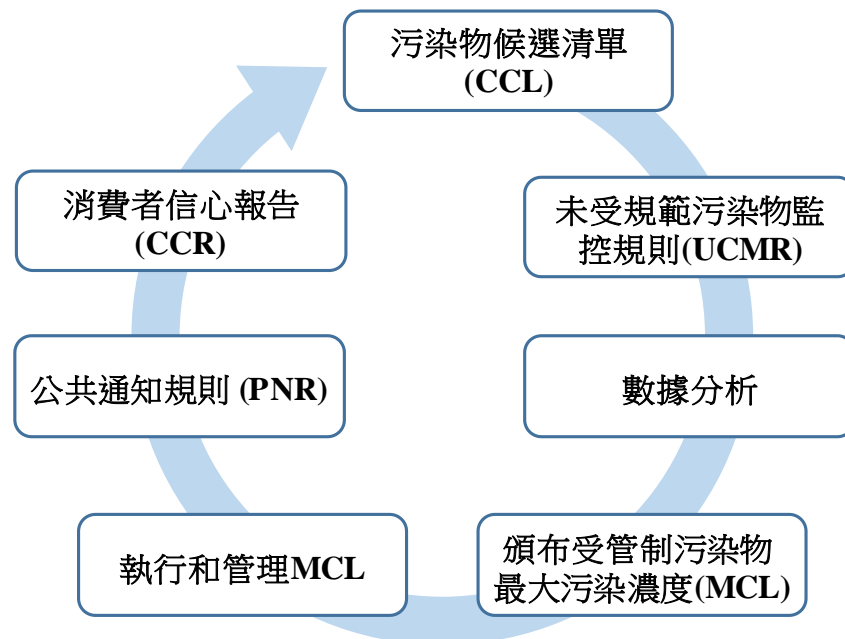 污染物候選清單
(CCL)
未受規範污染物監
控規則(UCMR)
數據分析
頒布受管制污染物
最大污染濃度(MCL)
執行和管理MCL
公共通知規則 (PNR)
消費者信心報告
(CCR)